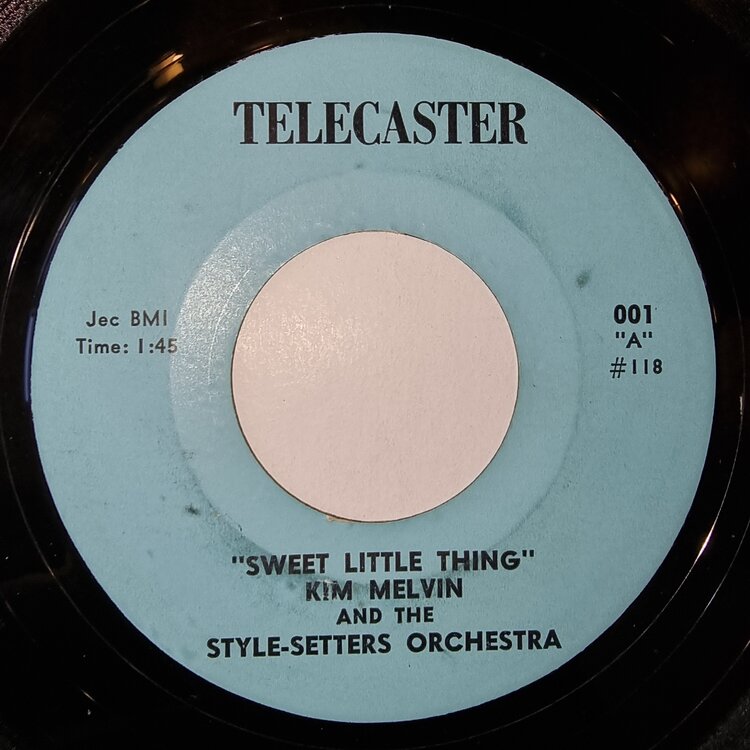 TELECASTER
Jec BMI
Time: 1:45
001
"A"
#118
"SWEET LITTLE THING"
KIM MELVIN
AND THE
STYLE-SETTERS ORCHESTRA